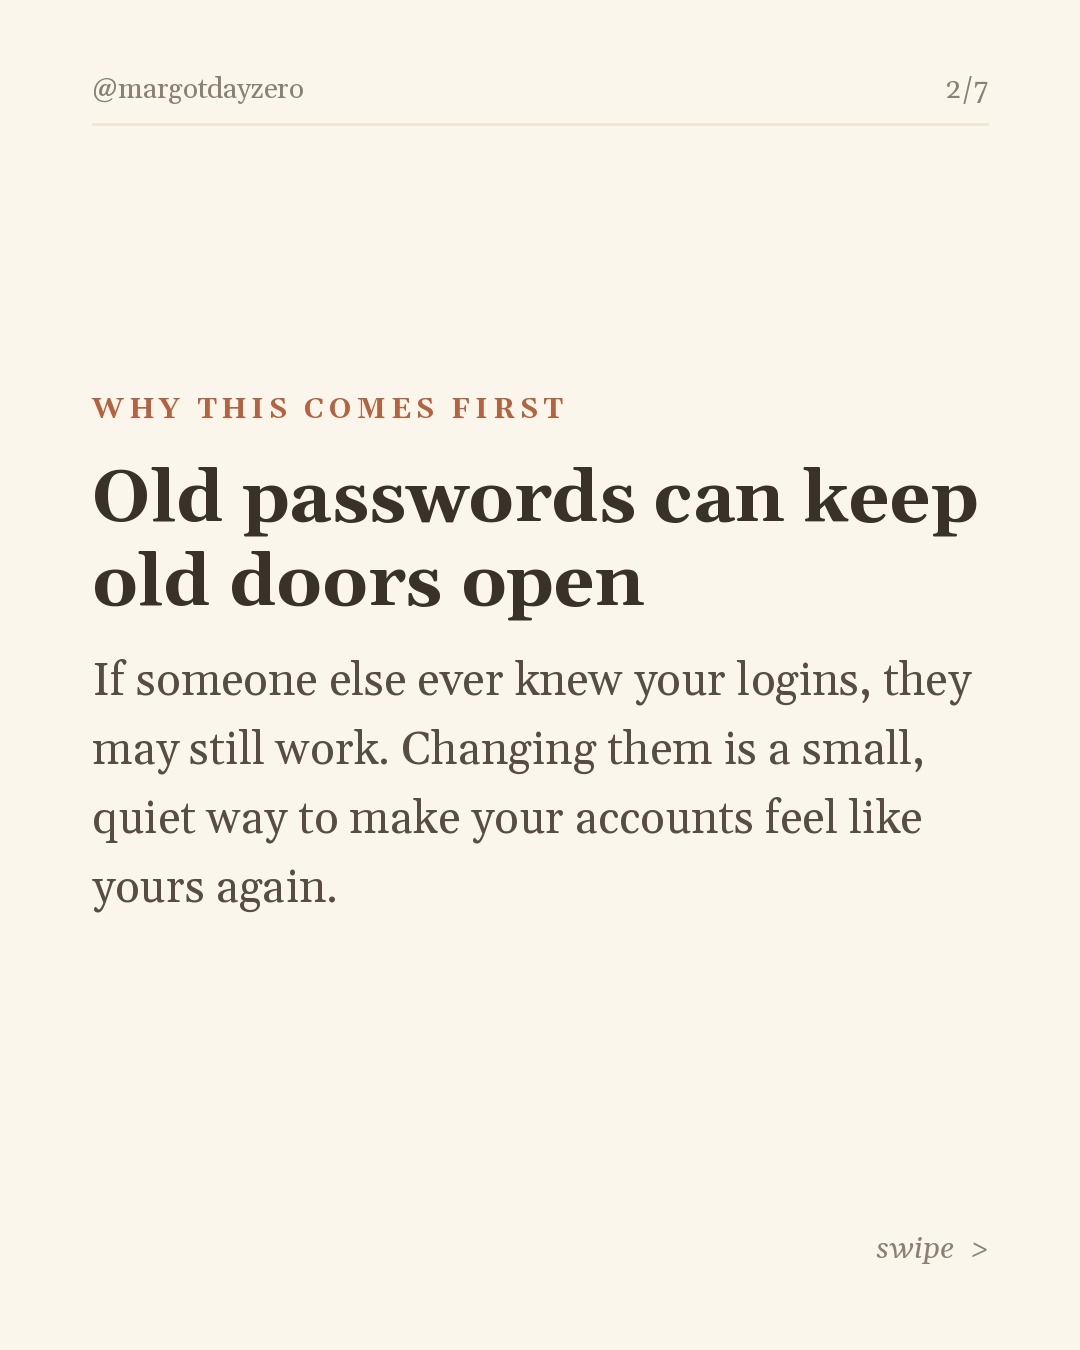 @margotdayzero
2/7
WHY THIS COMES FIRST
Old passwords can keep
old doors open
If someone else ever knew your logins, they
may still work. Changing them is a small,
quiet way to make your accounts feel like
yours again.
swipe >